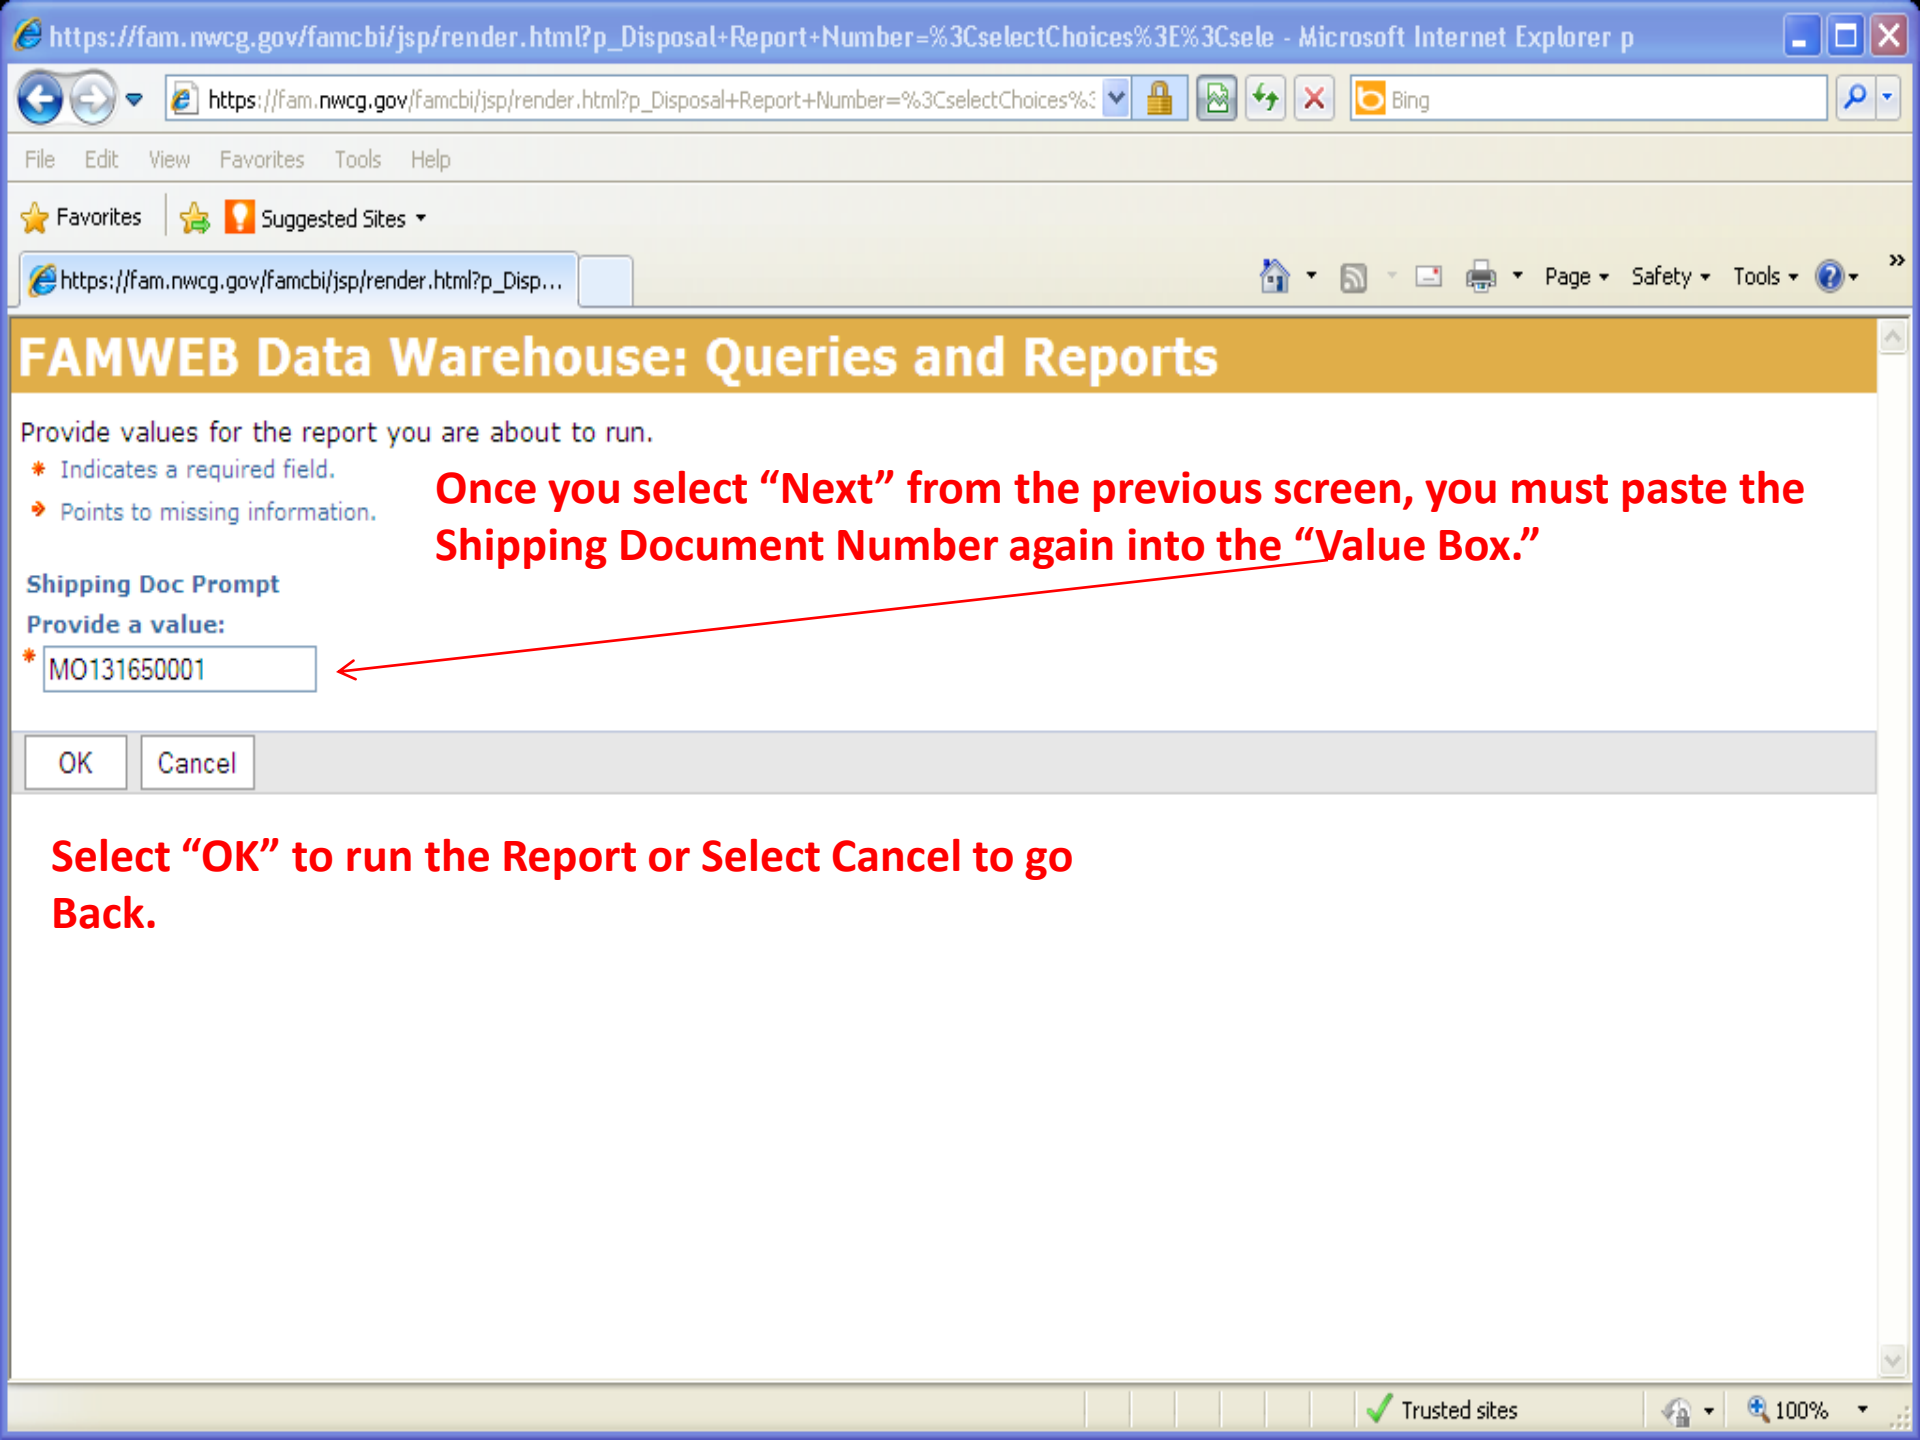 https://fam.nwcg.gov/famcbi/jsp/render.html?p_Disposal+Report+Number=%3CselectChoices%3E%3Csele - Microsoft Internet Explorer p
https://fam.nwcg.gov/famcbi/jsp/render.html?p_Disposal+Report+Number=%3CselectChoices%3
Bing
File Edit View Favorites Tools Help
Favorites Suggested Sites
https://fam.nwcg.gov/famcbi/jsp/render.html?p_Disp...
Page Safety Tools »
FAMWEB Data Warehouse: Queries and Reports
Provide values for the report you are about to run.
* Indicates a required field.
Points to missing information.
Once you select “Next” from the previous screen, you must paste the
Shipping Document Number again into the “Value Box.”
Shipping Doc Prompt
Provide a value:
* MO131650001
OK Cancel
Select “OK” to run the Report or Select Cancel to go
Back.
Trusted sites 100%